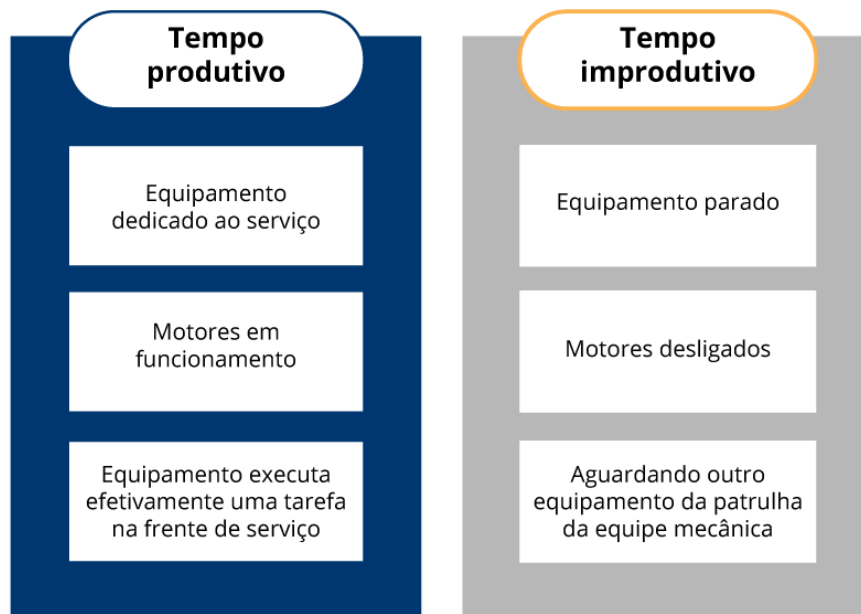 Tempo
produtivo
Equipamento
dedicado ao serviço
Motores em
funcionamento
Equipamento executa
efetivamente uma tarefa
na frente de serviço
Tempo
improdutivo
Equipamento parado
Motores desligados
Aguardando outro
equipamento da patrulha
da equipe mecânica